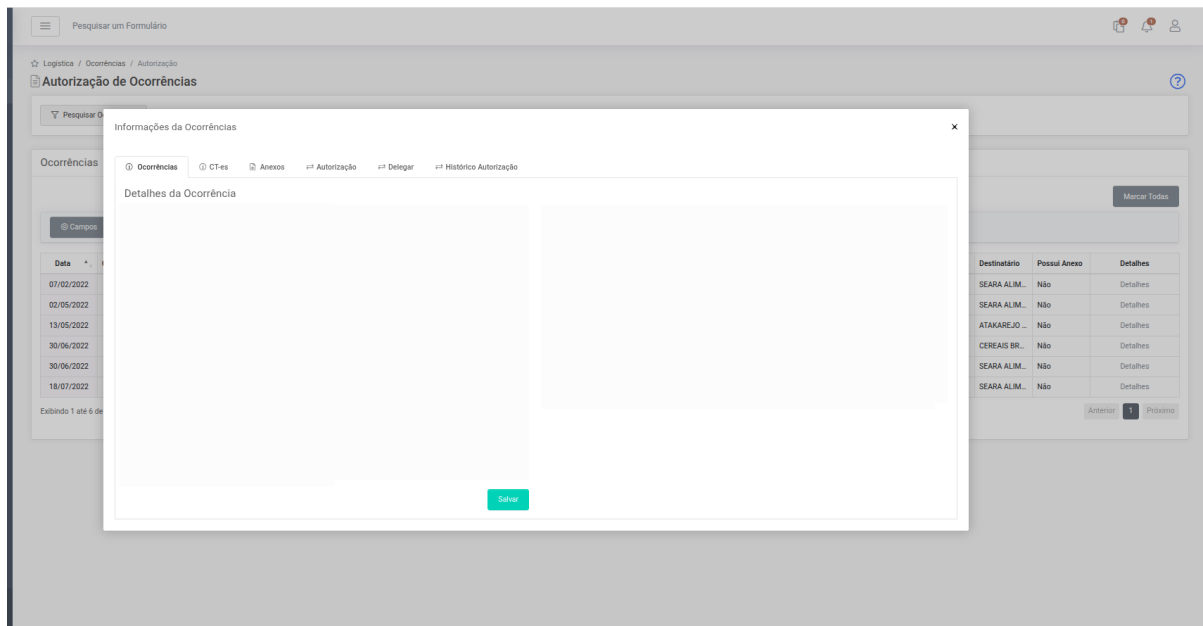 Pesquisar um Formulário
0
0
Logística / Ocorrências / Autorização
Autorização de Ocorrências
?
Pesquisar O
Informações da Ocorrências
×
Ocorrências
Ocorrências
CT-es
Anexos
Autorização
Delegar
Histórico Autorização
Detalhes da Ocorrência
Marcar Todas
Campos
Data
Destinatário Possui Anexo Detalhes
07/02/2022 SEARA ALIM... Não Detalhes
02/05/2022 SEARA ALIM... Não Detalhes
13/05/2022 ATAKAREJO ... Não Detalhes
30/06/2022 CEREAIS BR... Não Detalhes
30/06/2022 SEARA ALIM... Não Detalhes
18/07/2022 SEARA ALIM... Não Detalhes
Exibindo 1 até 6 de
Anterior 1 Próximo
Salvar